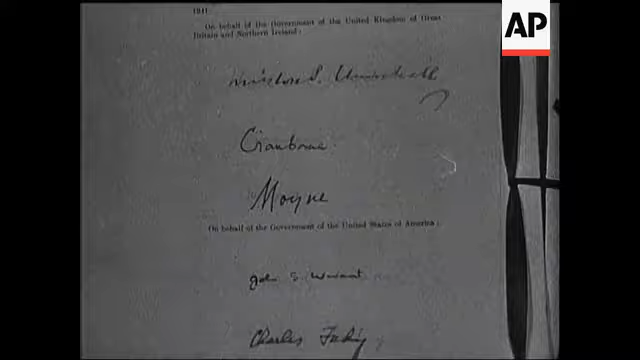 AP
1941
On behalf of the Government of the United Kingdom of Great
Britain and Northern Ireland:
Winston S. Churchill
Cranborne
Moyne
On behalf of the Government of the United States of America:
John G. Winant
Charles Fahy